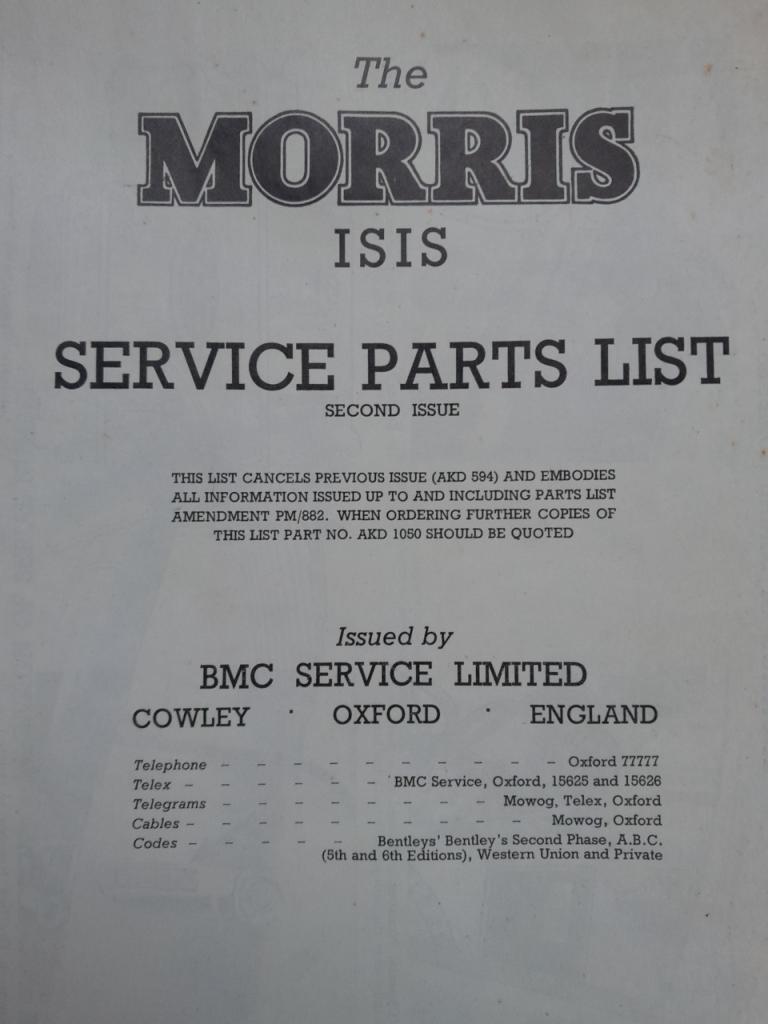 The
MORRIS
ISIS
SERVICE PARTS LIST
SECOND ISSUE
THIS LIST CANCELS PREVIOUS ISSUE (AKD 594) AND EMBODIES
ALL INFORMATION ISSUED UP TO AND INCLUDING PARTS LIST
AMENDMENT PM/882. WHEN ORDERING FURTHER COPIES OF
THIS LIST PART NO. AKD 1050 SHOULD BE QUOTED
Issued by
BMC SERVICE LIMITED
COWLEY · OXFORD · ENGLAND
Telephone – – – – – – – – – – Oxford 77777
Telex – – – – – – BMC Service, Oxford, 15625 and 15626
Telegrams – – – – – – – – Mowog, Telex, Oxford
Cables – – – – – – – – – – Mowog, Oxford
Codes – – – – – Bentleys' Bentley's Second Phase, A.B.C.
(5th and 6th Editions), Western Union and Private